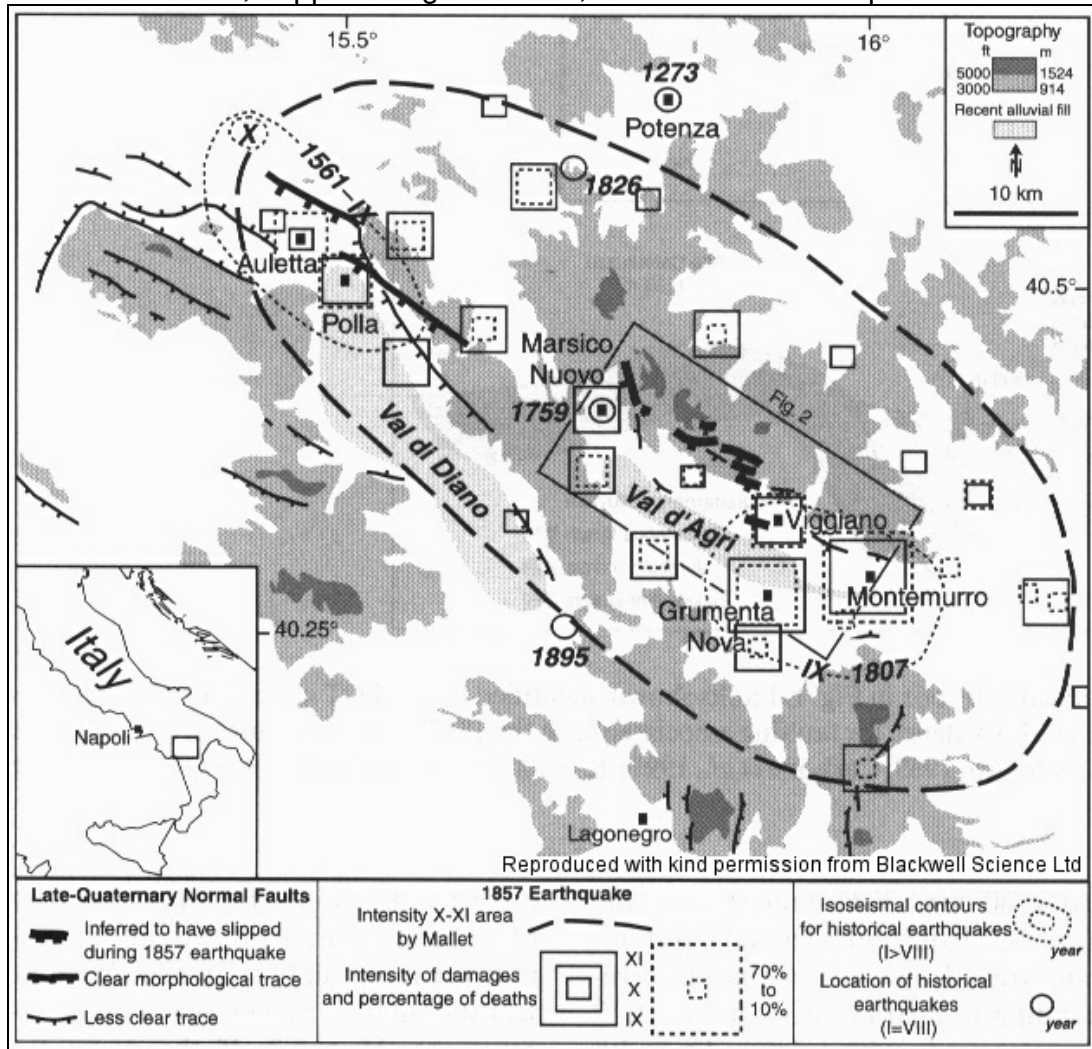 15.5°
16°
Topography
ft m
5000 1524
3000 914
Recent alluvial fill
N
10 km
1273
Potenza
X
1561-IX
1826
Auletta
40.5°
Polla
Marsico
Nuovo
1759
Fig. 2
Val di Diano
Val d'Agri
Viggiano
Montemurro
Grumenta
Nova
40.25°
1895
IX 1807
Italy
Napoli
Lagonegro
Reproduced with kind permission from Blackwell Science Ltd
Late-Quaternary Normal Faults
Inferred to have slipped
during 1857 earthquake
Clear morphological trace
Less clear trace
1857 Earthquake
Intensity X-XI area
by Mallet
Intensity of damages
and percentage of deaths
XI
X
IX
70%
to
10%
Isoseismal contours
for historical earthquakes
(I>VIII)
year
Location of historical
earthquakes
(I=VIII)
year